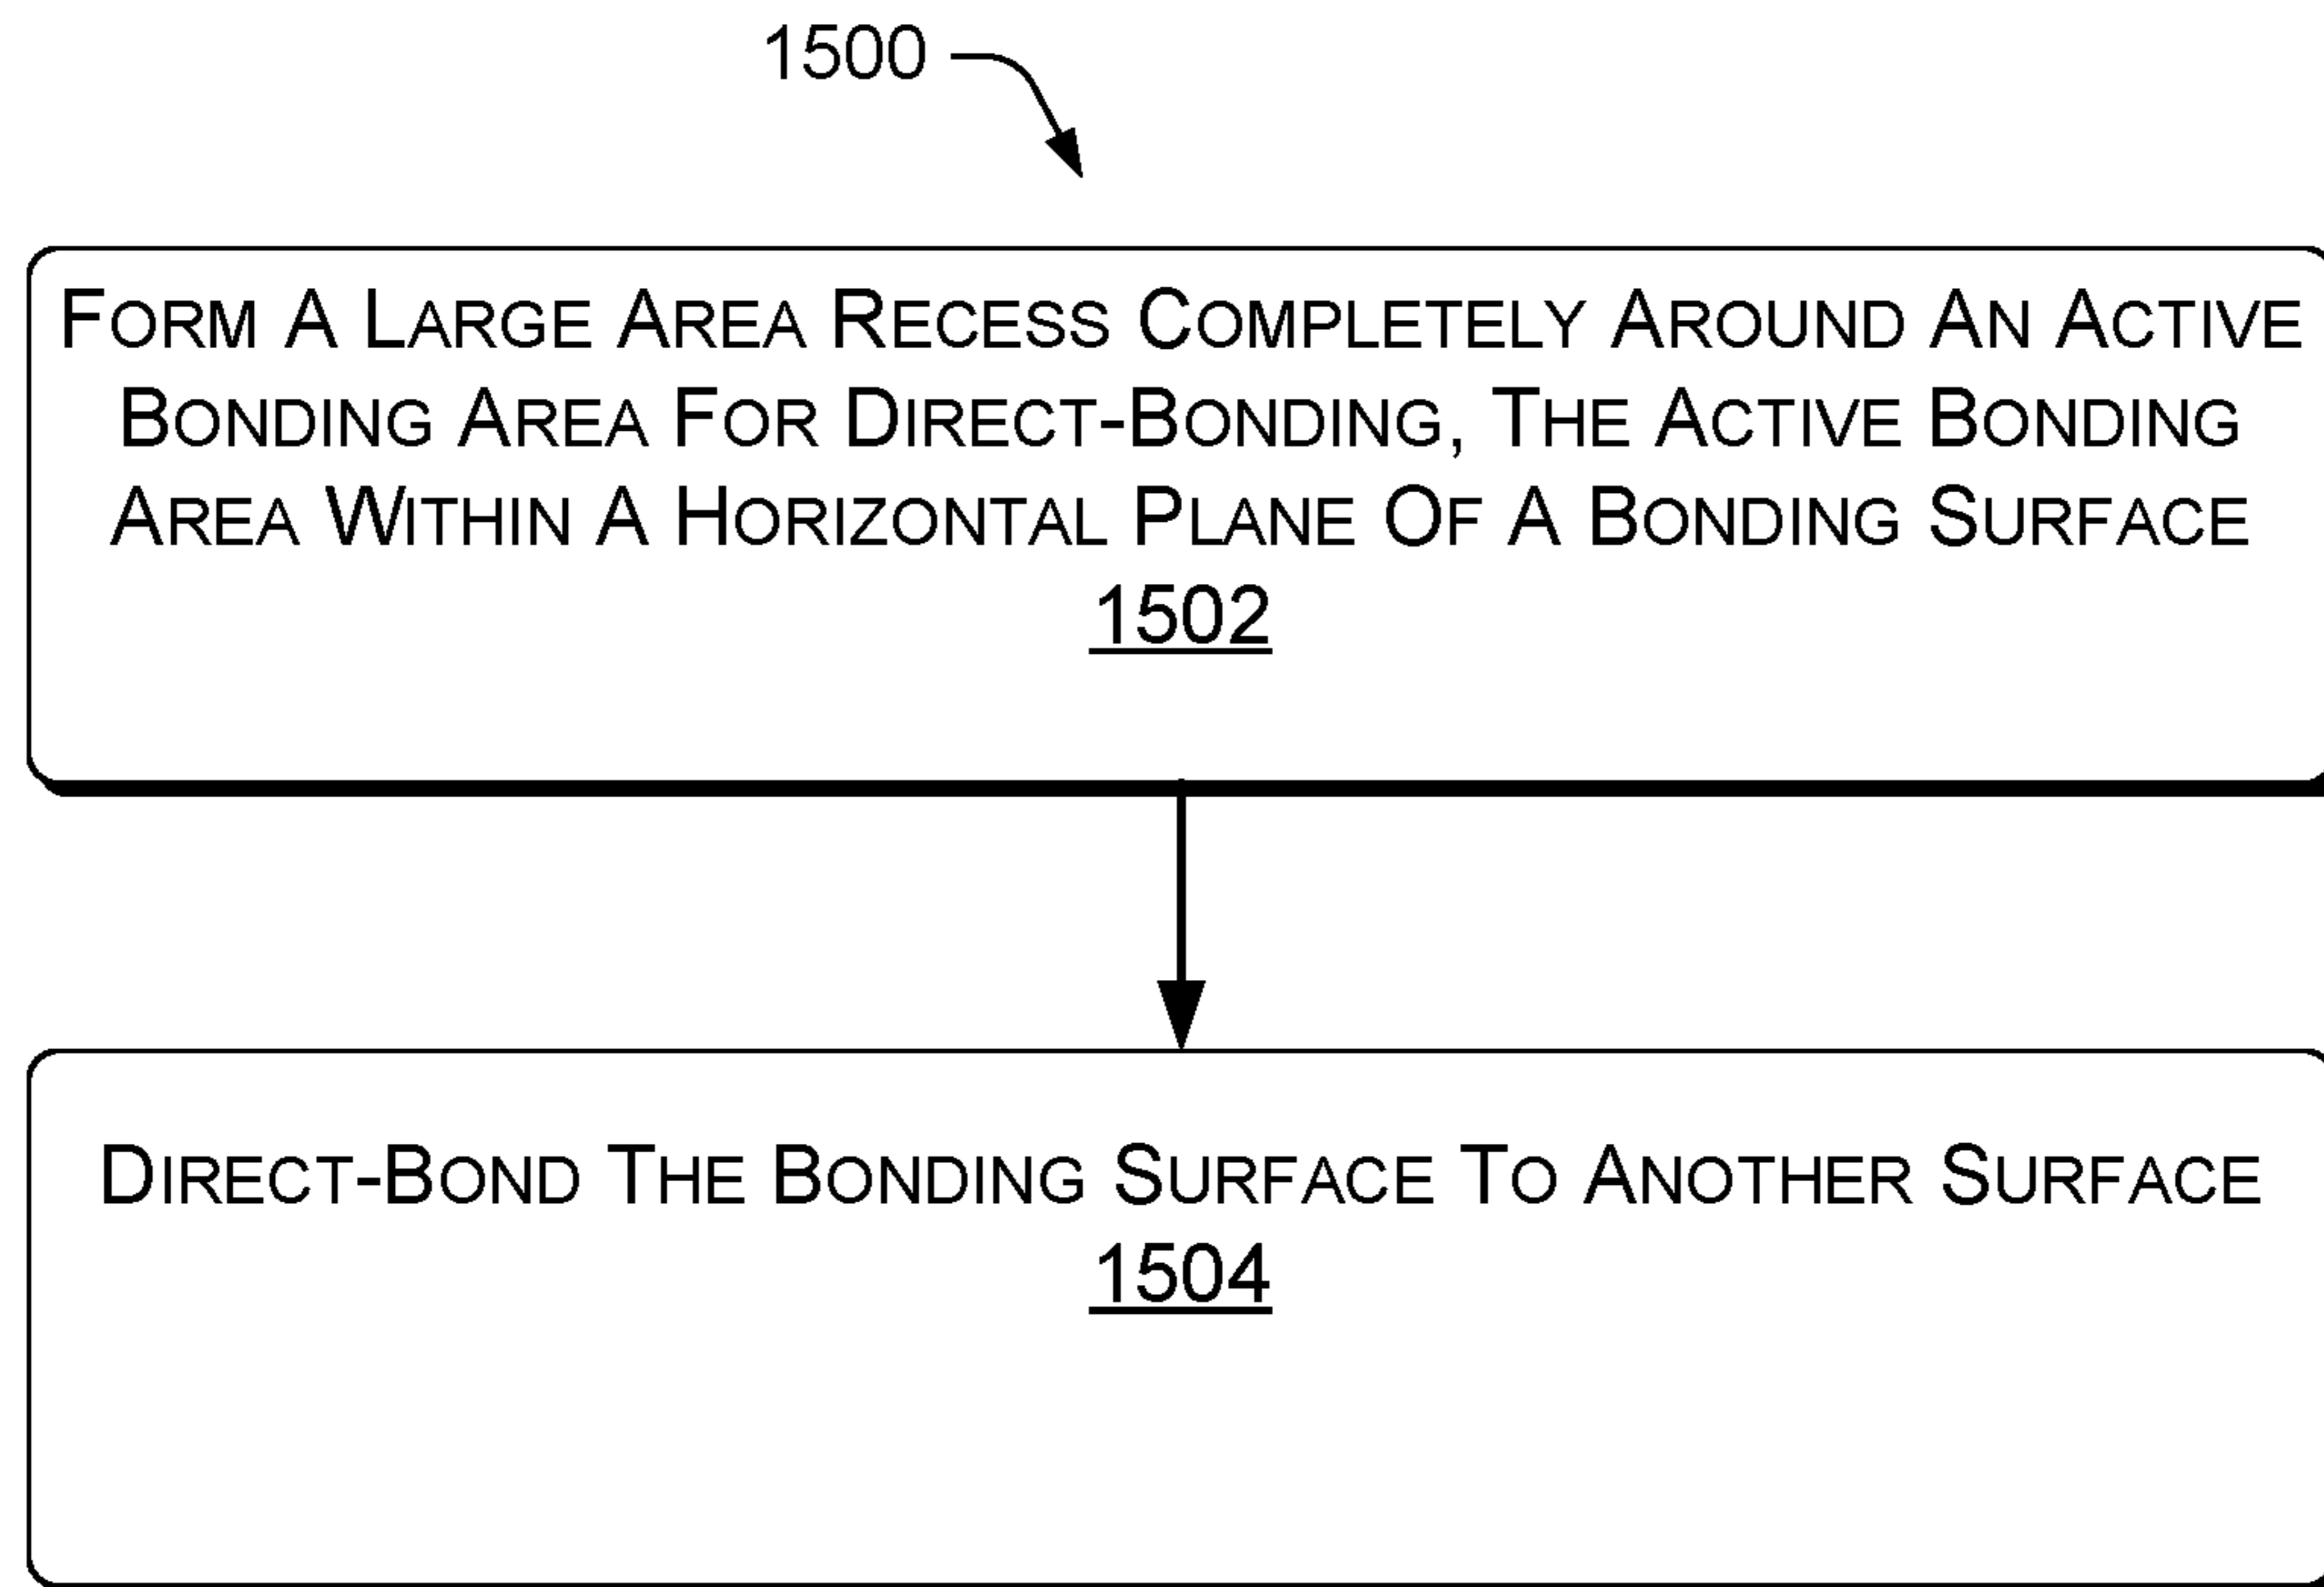 1500
FORM A LARGE AREA RECESS COMPLETELY AROUND AN ACTIVE
BONDING AREA FOR DIRECT-BONDING, THE ACTIVE BONDING
AREA WITHIN A HORIZONTAL PLANE OF A BONDING SURFACE
1502
DIRECT-BOND THE BONDING SURFACE TO ANOTHER SURFACE
1504